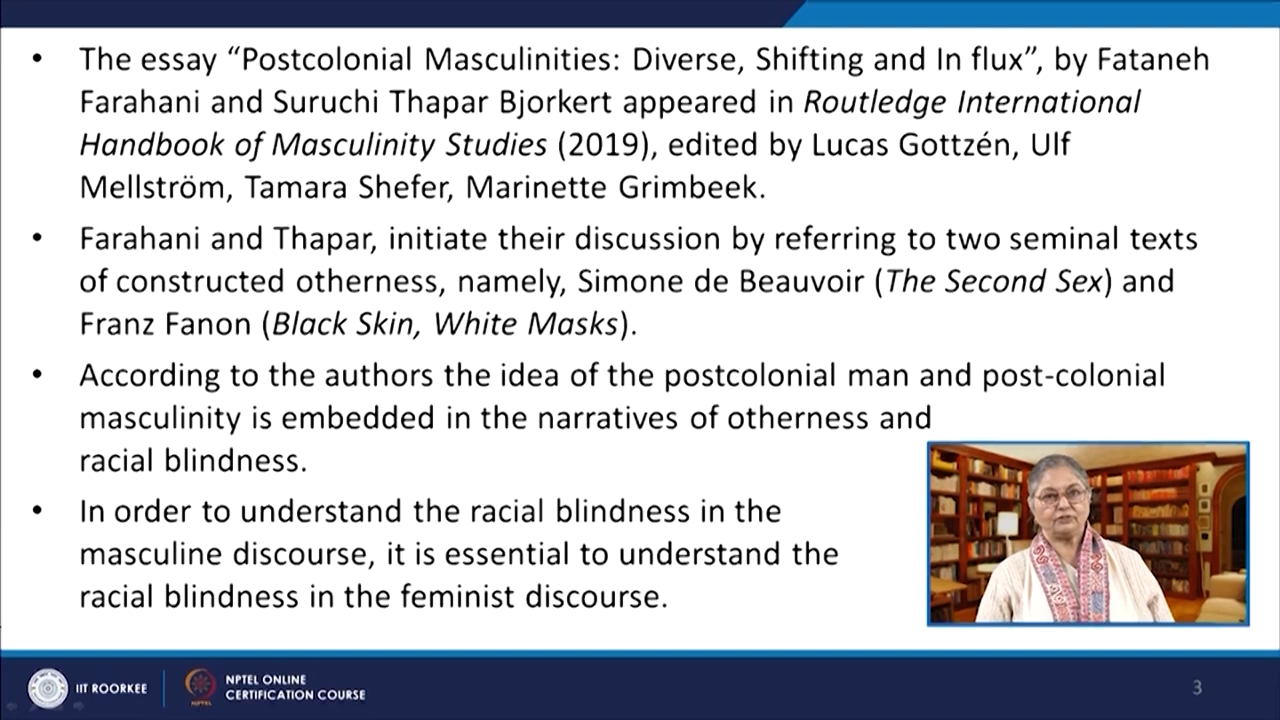 • The essay “Postcolonial Masculinities: Diverse, Shifting and In flux”, by Fataneh
Farahani and Suruchi Thapar Bjorkert appeared in Routledge International
Handbook of Masculinity Studies (2019), edited by Lucas Gottzén, Ulf
Mellström, Tamara Shefer, Marinette Grimbeek.
• Farahani and Thapar, initiate their discussion by referring to two seminal texts
of constructed otherness, namely, Simone de Beauvoir (The Second Sex) and
Franz Fanon (Black Skin, White Masks).
• According to the authors the idea of the postcolonial man and post-colonial
masculinity is embedded in the narratives of otherness and
racial blindness.
• In order to understand the racial blindness in the
masculine discourse, it is essential to understand the
racial blindness in the feminist discourse.
IIT ROORKEE
NPTEL
NPTEL ONLINE
CERTIFICATION COURSE
3